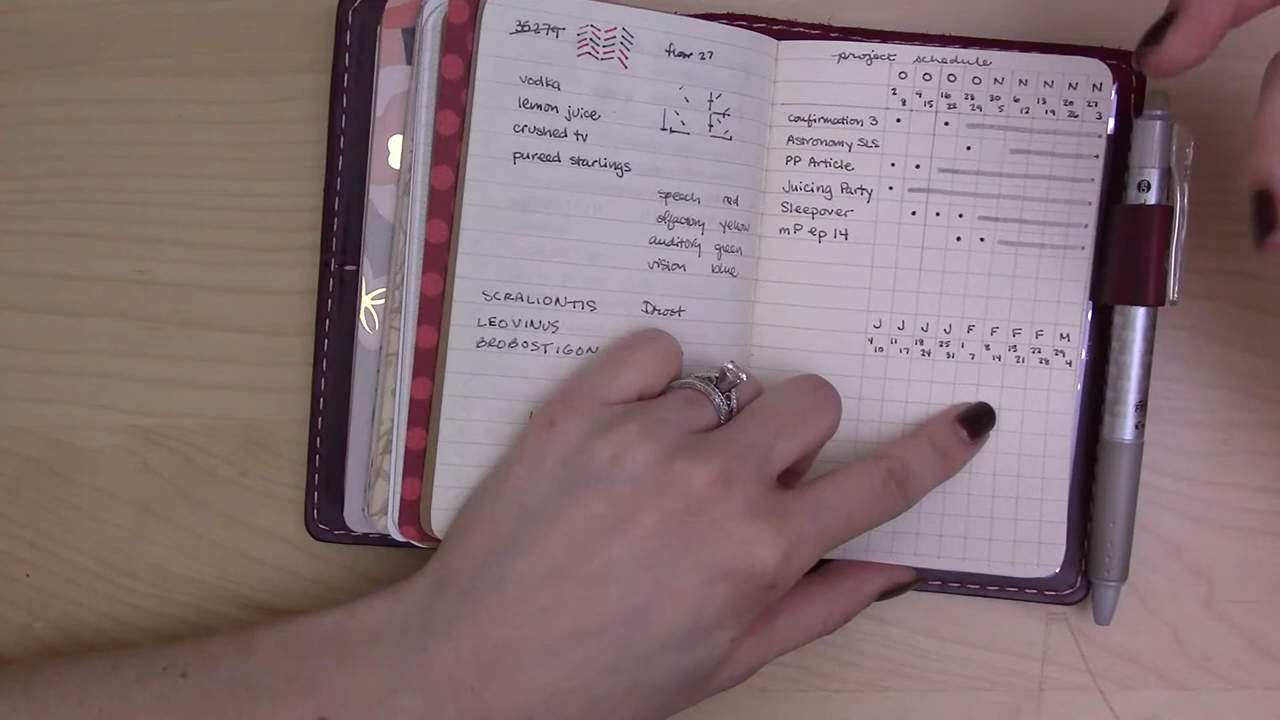 35279
floor 27
vodka
lemon juice
crushed tv
pureed starlings
speech red
olfactory yellow
auditory green
vision blue
SCRALIONTIS Drost
LEOVINUS
BROBOSTIGON
project schedule
O O O O N N N N N
2 9 16 23 30 6 13 20 27
8 15 22 29 5 12 19 26 3
confirmation 3
Astronomy SLS
PP Article
Juicing Party
Sleepover
mP ep 14
J J J J F F F F M
4 11 18 25 1 8 15 22 29
10 17 24 31 7 14 21 28 4